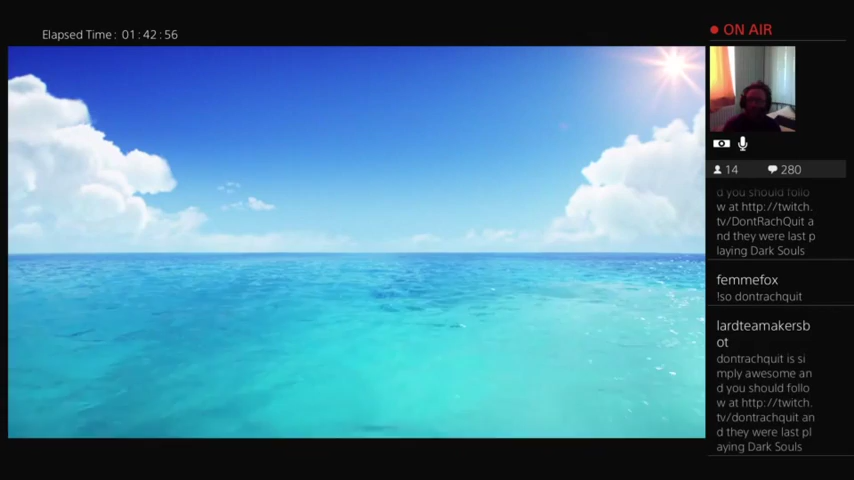 Elapsed Time: 01:42:56
ON AIR
14 280
d you should follo
w at http://twitch.
tv/DontRachQuit a
nd they were last p
laying Dark Souls
femmefox
!so dontrachquit
lardteamakersb
ot
dontrachquit is si
mply awesome an
d you should follo
w at http://twitch.
tv/dontrachquit an
d they were last pl
aying Dark Souls